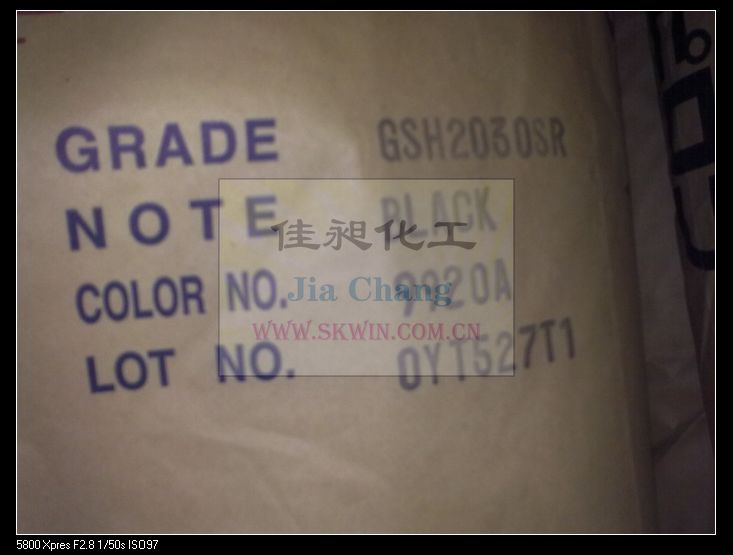 GRADE GSH2030SR
NOTE BLACK
COLOR NO. 9920A
LOT NO. 0YT527T1
佳昶化工
Jia Chang
WWW.SKWIN.COM.CN
5800 Xpres F2.8 1/50s ISO97